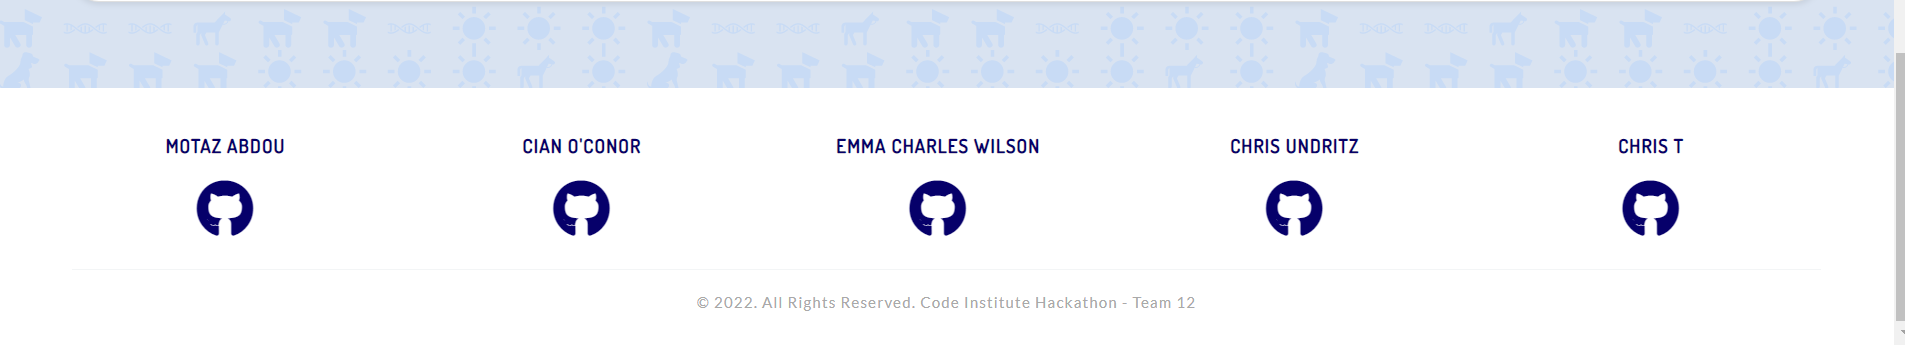 MOTAZ ABDOU
CIAN O'CONOR
EMMA CHARLES WILSON
CHRIS UNDRITZ
CHRIS T
© 2022. All Rights Reserved. Code Institute Hackathon - Team 12